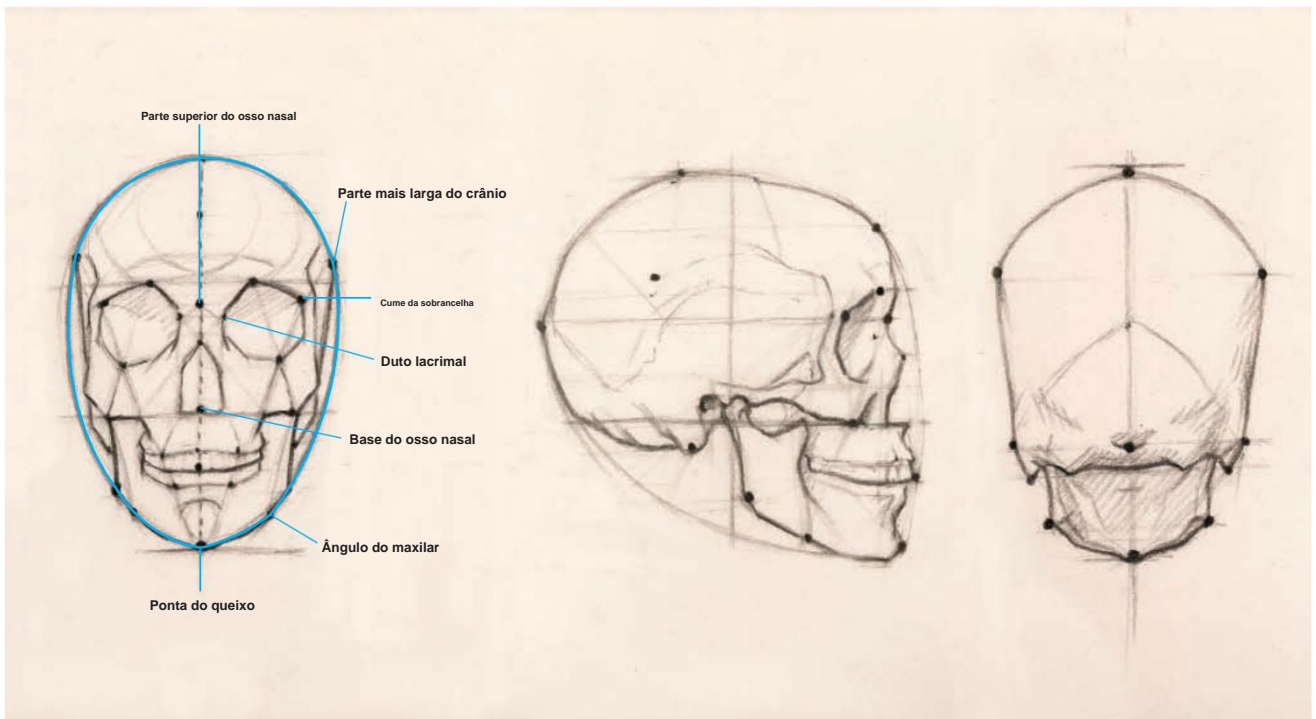 Parte superior do osso nasal
Parte mais larga do crânio
Cume da sobrancelha
Duto lacrimal
Base do osso nasal
Ângulo do maxilar
Ponta do queixo